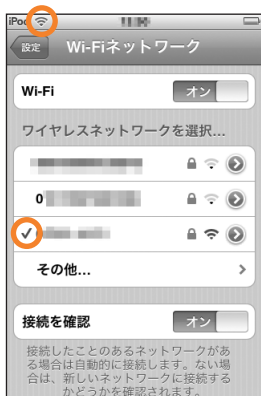 iPod
設定
Wi-Fiネットワーク
Wi-Fi
オン
ワイヤレスネットワークを選択...
0
その他...
接続を確認
オン
接続したことのあるネットワークがあ
る場合は自動的に接続します。ない場
合は、新しいネットワークに接続する
かどうかを確認されます。